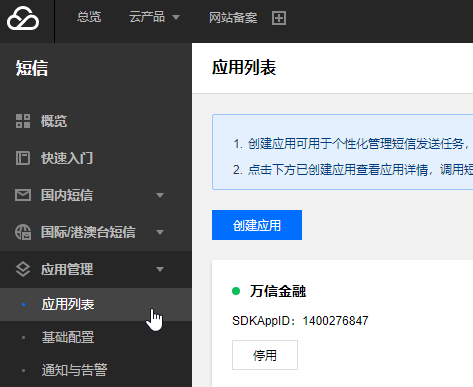 总览 云产品 网站备案
短信
应用列表
概览
快速入门
国内短信
国际/港澳台短信
应用管理
应用列表
基础配置
通知与告警
1. 创建应用可用于个性化管理短信发送任务，
2. 点击下方已创建应用查看应用详情，调用短
创建应用
万信金融
SDKAppID：1400276847
停用